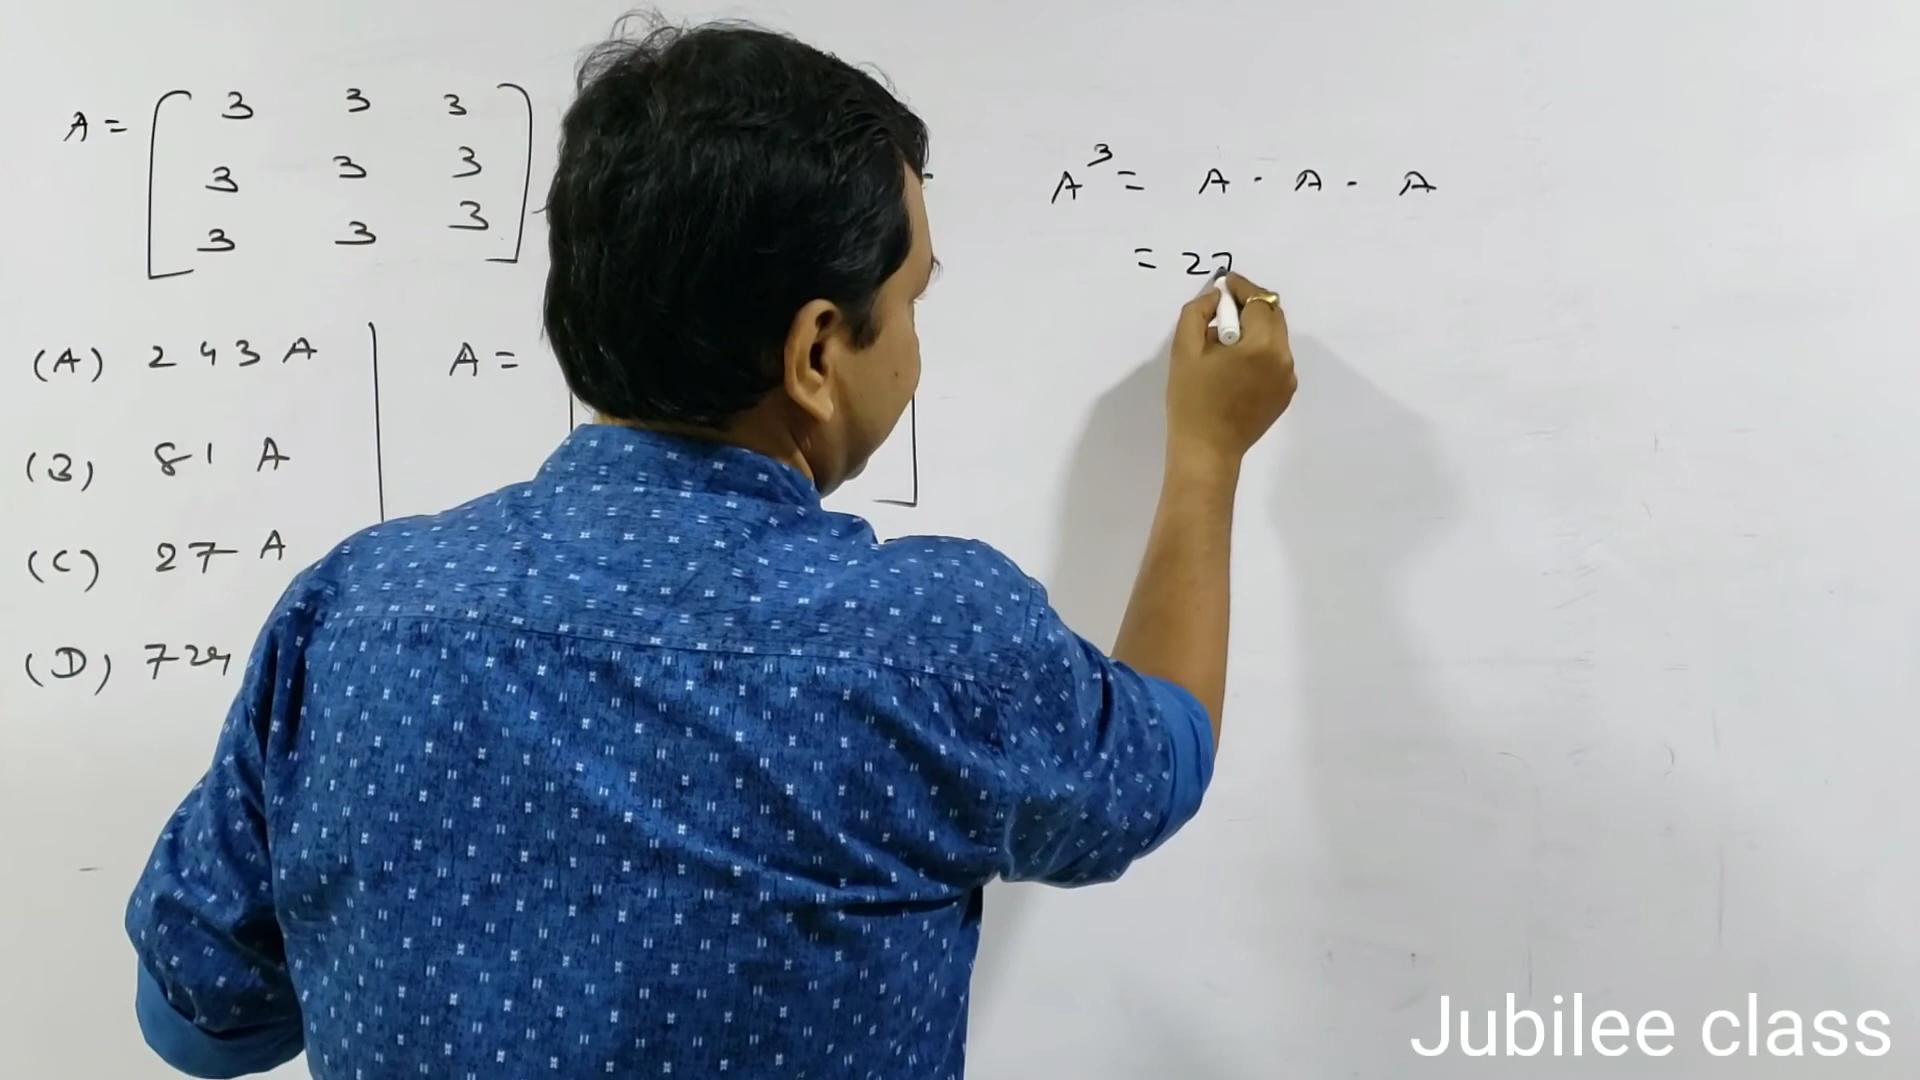 A = [ 3 3 3
3 3 3
3 3 3 ]
(A) 243 A
(B) 81 A
(C) 27 A
(D) 729
A =
A³ = A · A · A
= 27
Jubilee class